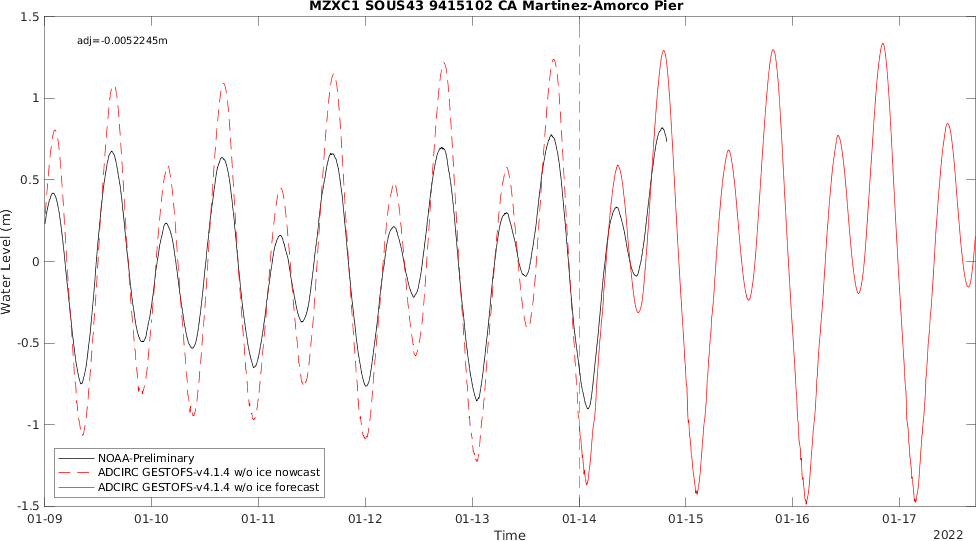 MZXC1 SOUS43 9415102 CA Martinez-Amorco Pier
adj=-0.0052245m
1.5
1
0.5
0
-0.5
-1
-1.5
Water Level (m)
NOAA-Preliminary
ADCIRC GESTOFS-v4.1.4 w/o ice nowcast
ADCIRC GESTOFS-v4.1.4 w/o ice forecast
01-09 01-10 01-11 01-12 01-13 01-14 01-15 01-16 01-17
Time
2022